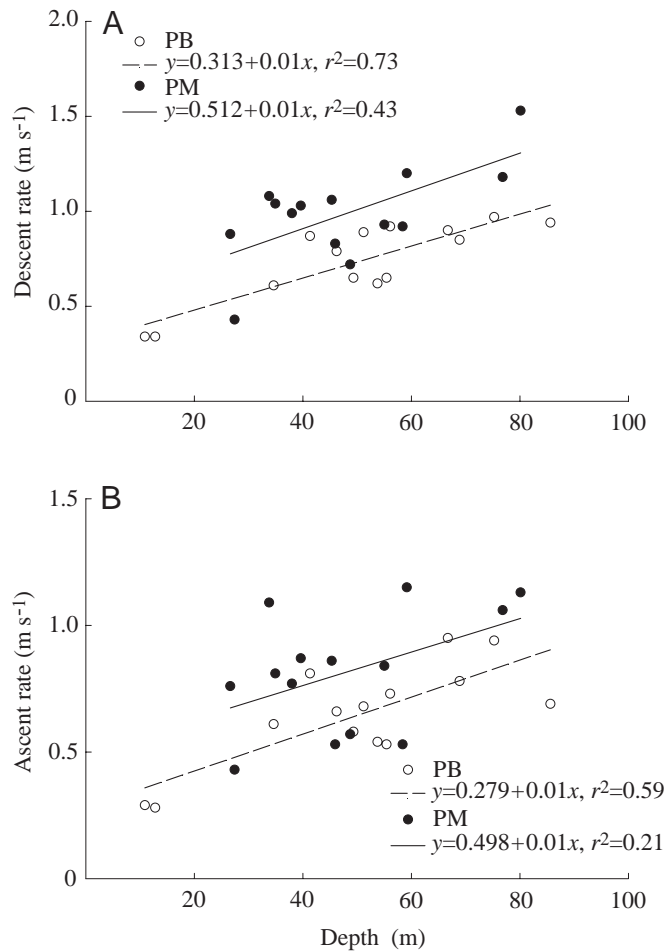 A
PB
y=0.313+0.01x, r²=0.73
PM
y=0.512+0.01x, r²=0.43
2.0
1.5
1.0
0.5
0
Descent rate (m s⁻¹)
20 40 60 80 100
B
1.5
1.0
0.5
0
Ascent rate (m s⁻¹)
PB
y=0.279+0.01x, r²=0.59
PM
y=0.498+0.01x, r²=0.21
20 40 60 80 100
Depth (m)